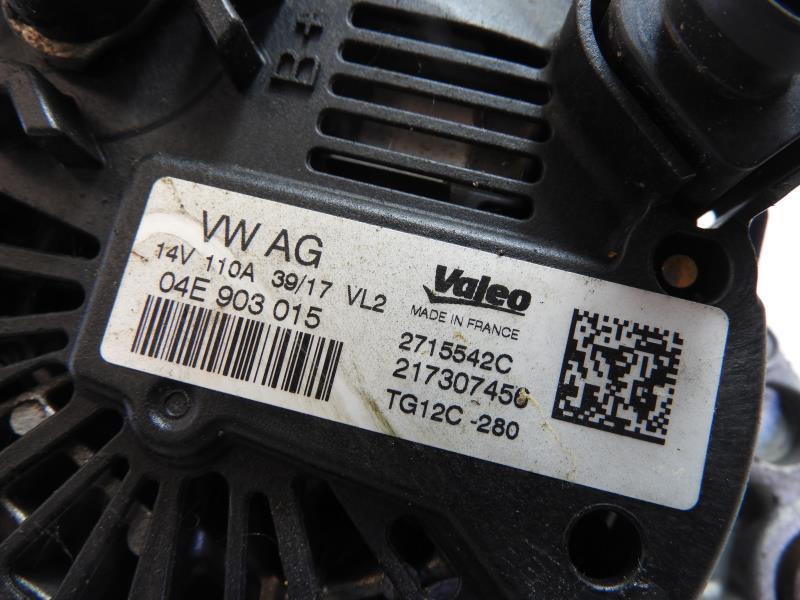 B+
VW AG
14V 110A 39/17 VL2
04E 903 015
Valeo
MADE IN FRANCE
2715542C
217307456
TG12C -280